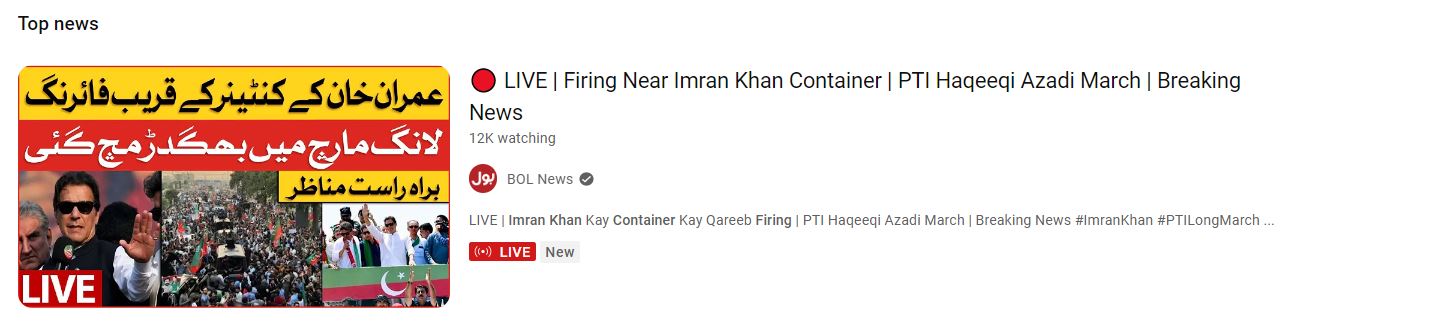 Top news
عمران خان کے کنٹینر کے قریب فائرنگ
لانگ مارچ میں بھگدڑ مچ گئی
براہ راست مناظر
LIVE
🔴 LIVE | Firing Near Imran Khan Container | PTI Haqeeqi Azadi March | Breaking
News
12K watching
بول
BOL News
LIVE | Imran Khan Kay Container Kay Qareeb Firing | PTI Haqeeqi Azadi March | Breaking News #ImranKhan #PTILongMarch ...
LIVE
New